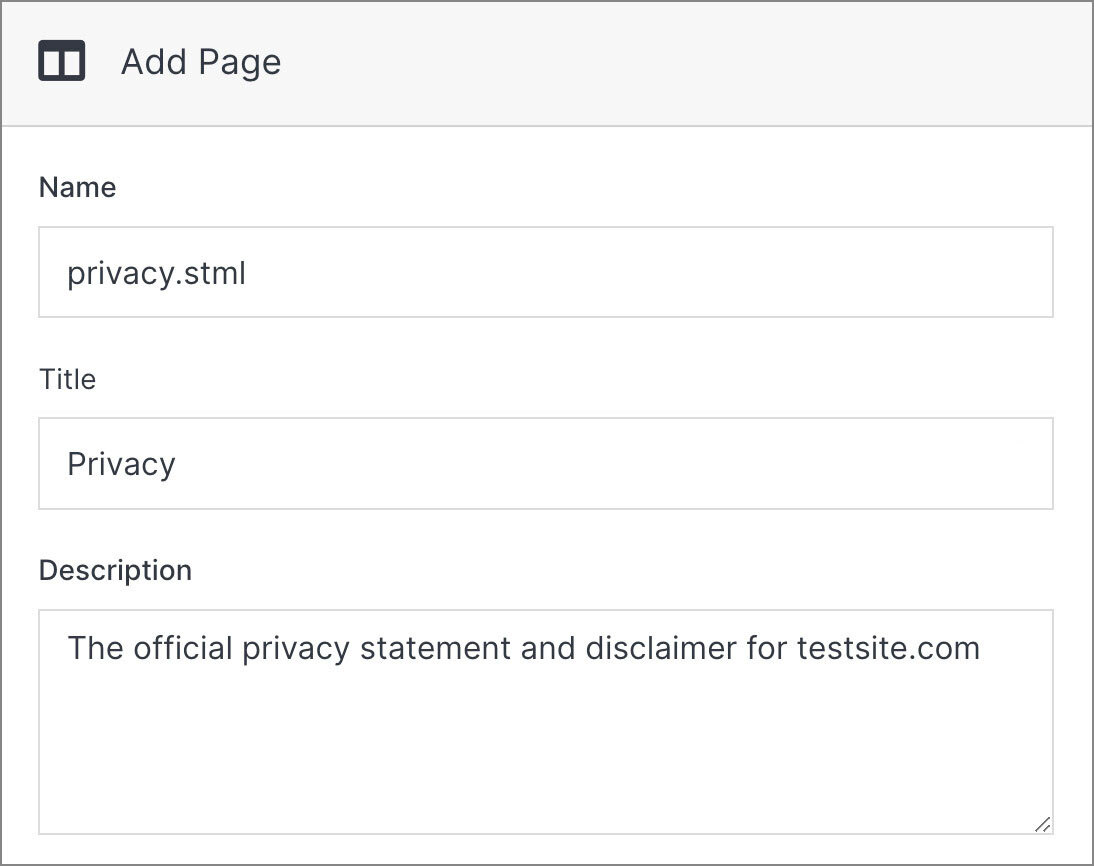 Add Page
Name
privacy.stml
Title
Privacy
Description
The official privacy statement and disclaimer for testsite.com